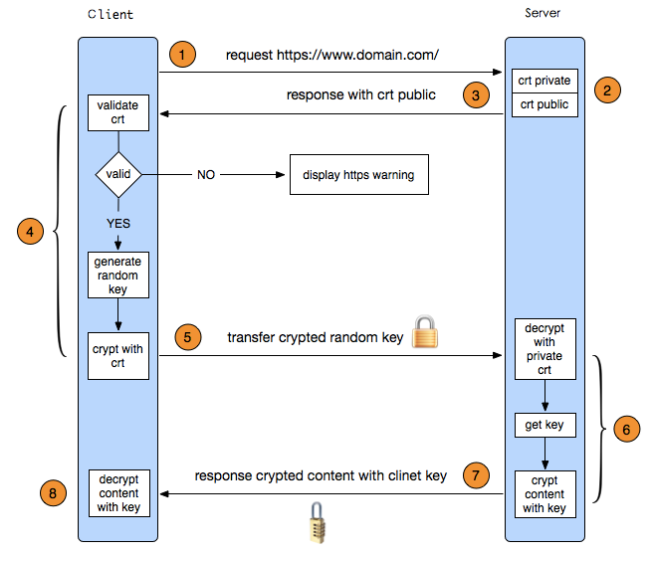 Client
Server
1
request https://www.domain.com/
crt private
crt public
2
response with crt public
3
validate
crt
valid
NO
display https warning
4
YES
generate
random
key
crypt with
crt
5
transfer crypted random key
decrypt
with
private
crt
get key
6
response crypted content with clinet key
7
crypt
content
with key
8
decrypt
content
with key